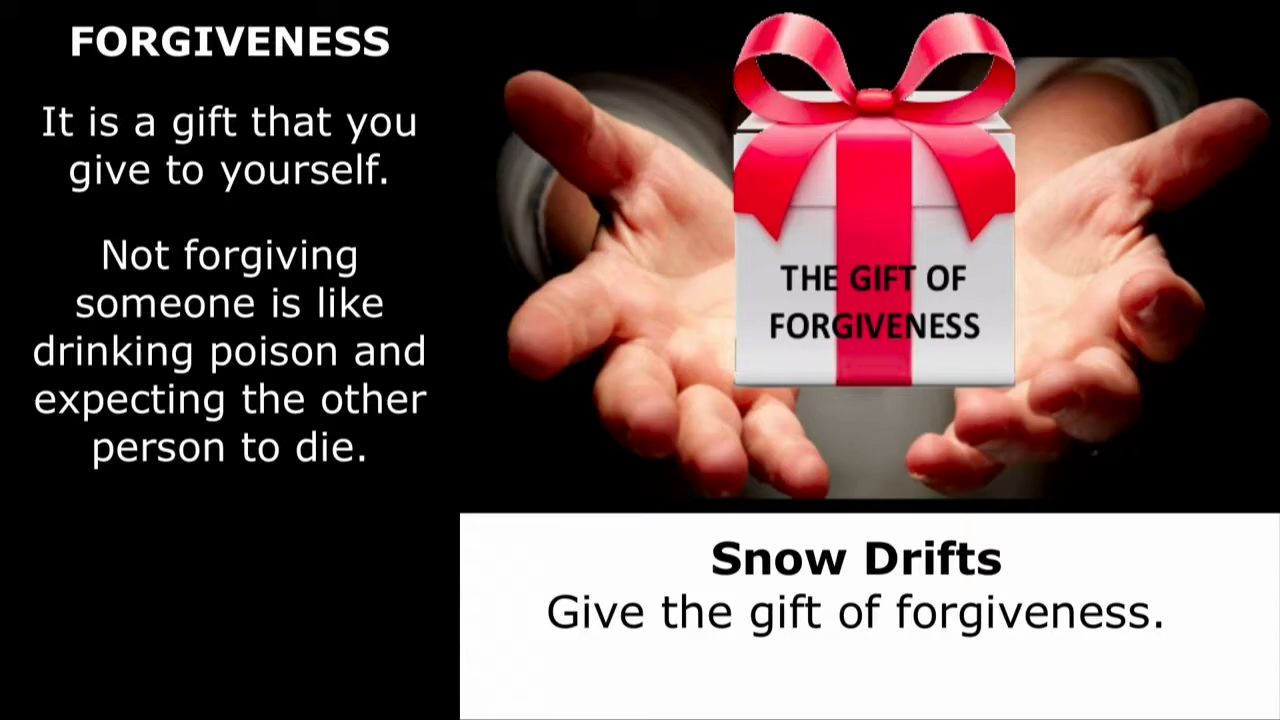 FORGIVENESS
It is a gift that you
give to yourself.
Not forgiving
someone is like
drinking poison and
expecting the other
person to die.
THE GIFT OF
FORGIVENESS
Snow Drifts
Give the gift of forgiveness.